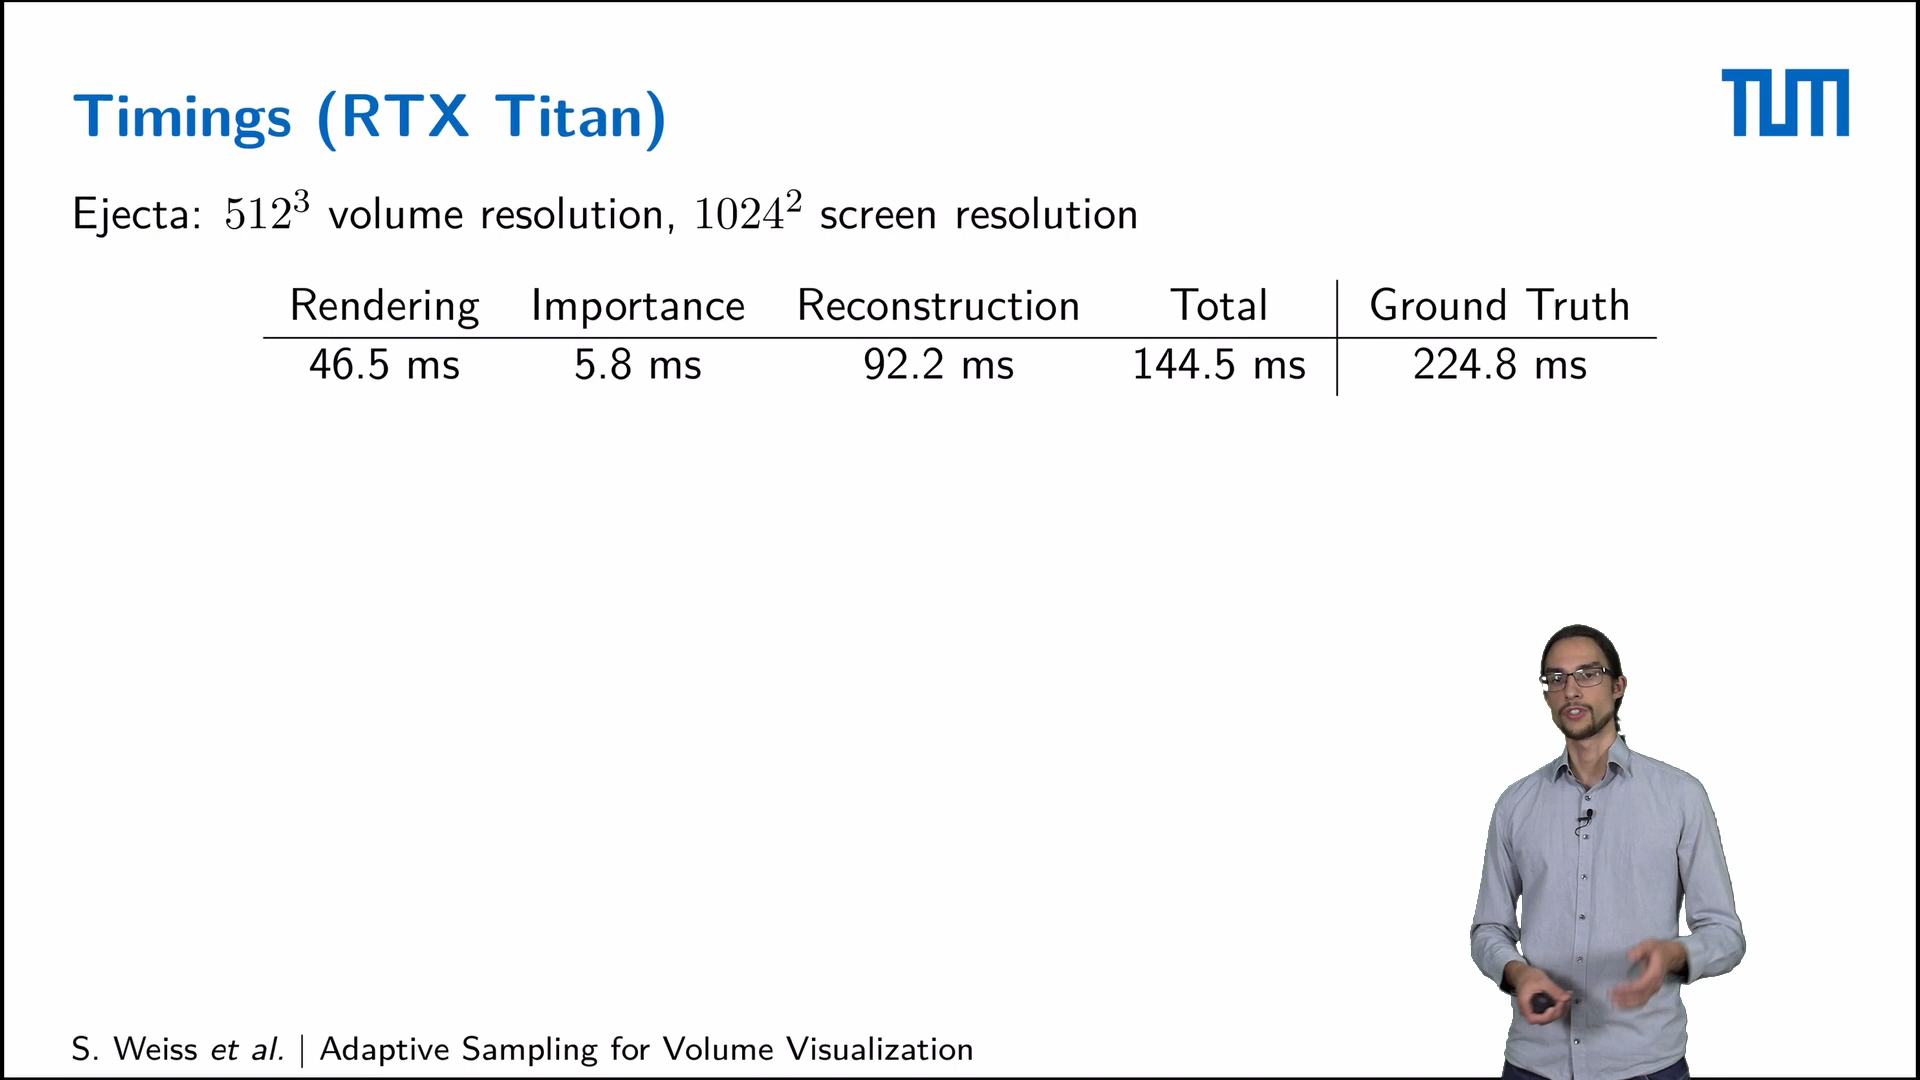 Timings (RTX Titan)
TUM
Ejecta: 512³ volume resolution, 1024² screen resolution
Rendering Importance Reconstruction Total Ground Truth
46.5 ms 5.8 ms 92.2 ms 144.5 ms 224.8 ms
S. Weiss et al. | Adaptive Sampling for Volume Visualization